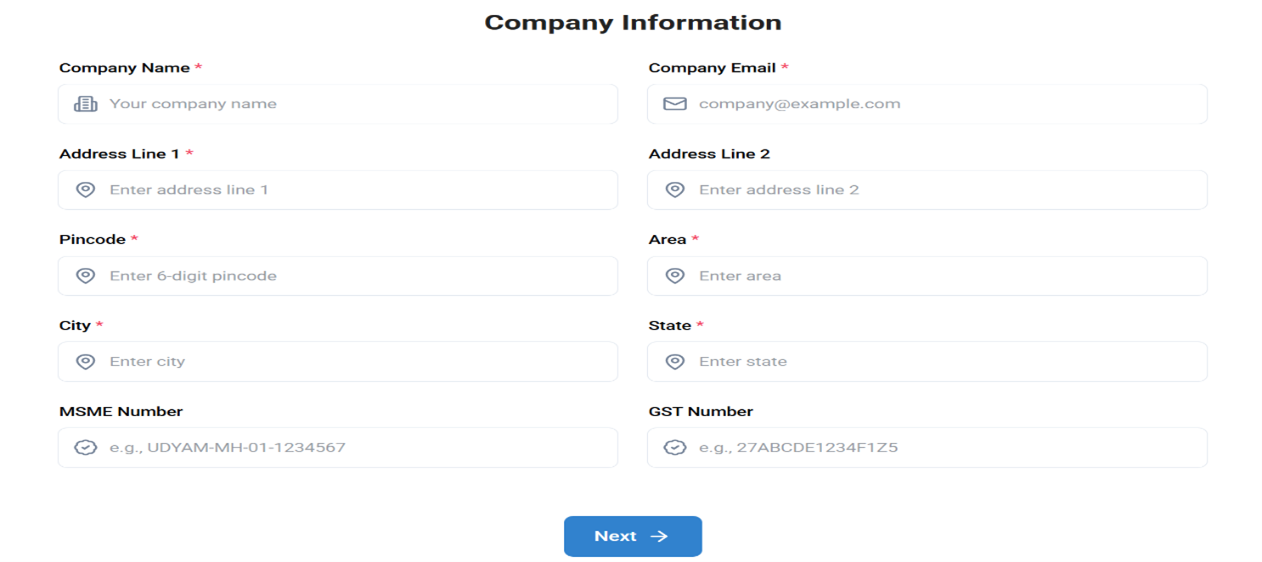 Company Information
Company Name *
Company Email *
Your company name
company@example.com
Address Line 1 *
Address Line 2
Enter address line 1
Enter address line 2
Pincode *
Area *
Enter 6-digit pincode
Enter area
City *
State *
Enter city
Enter state
MSME Number
GST Number
e.g., UDYAM-MH-01-1234567
e.g., 27ABCDE1234F1Z5
Next →